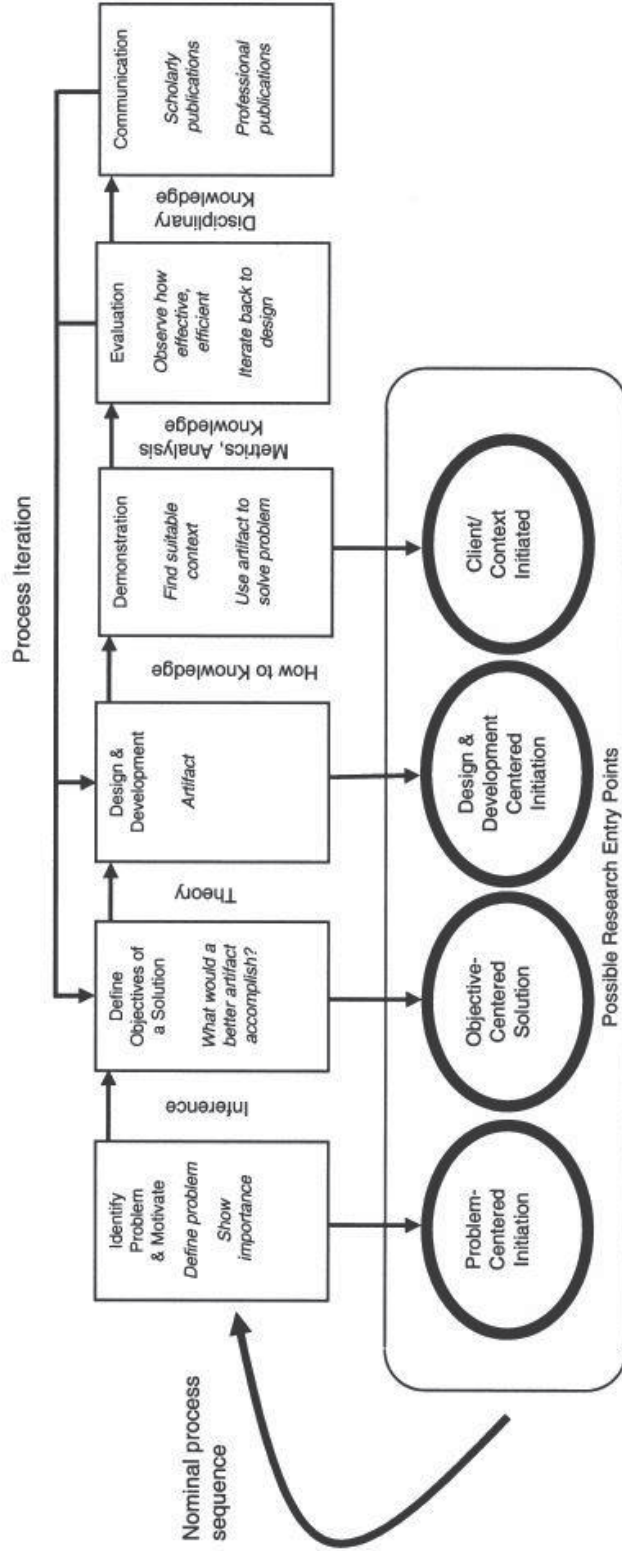 Process Iteration
Nominal process
sequence
Identify
Problem
& Motivate
Define problem
Show
importance
Inference
Define
Objectives of
a Solution
What would a
better artifact
accomplish?
Theory
Design &
Development
Artifact
How to Knowledge
Demonstration
Find suitable
context
Use artifact to
solve problem
Metrics, Analysis
Knowledge
Evaluation
Observe how
effective,
efficient
Iterate back to
design
Disciplinary
Knowledge
Communication
Scholarly
publications
Professional
publications
Problem-
Centered
Initiation
Objective-
Centered
Solution
Design &
Development
Centered
Initiation
Client/
Context
Initiated
Possible Research Entry Points